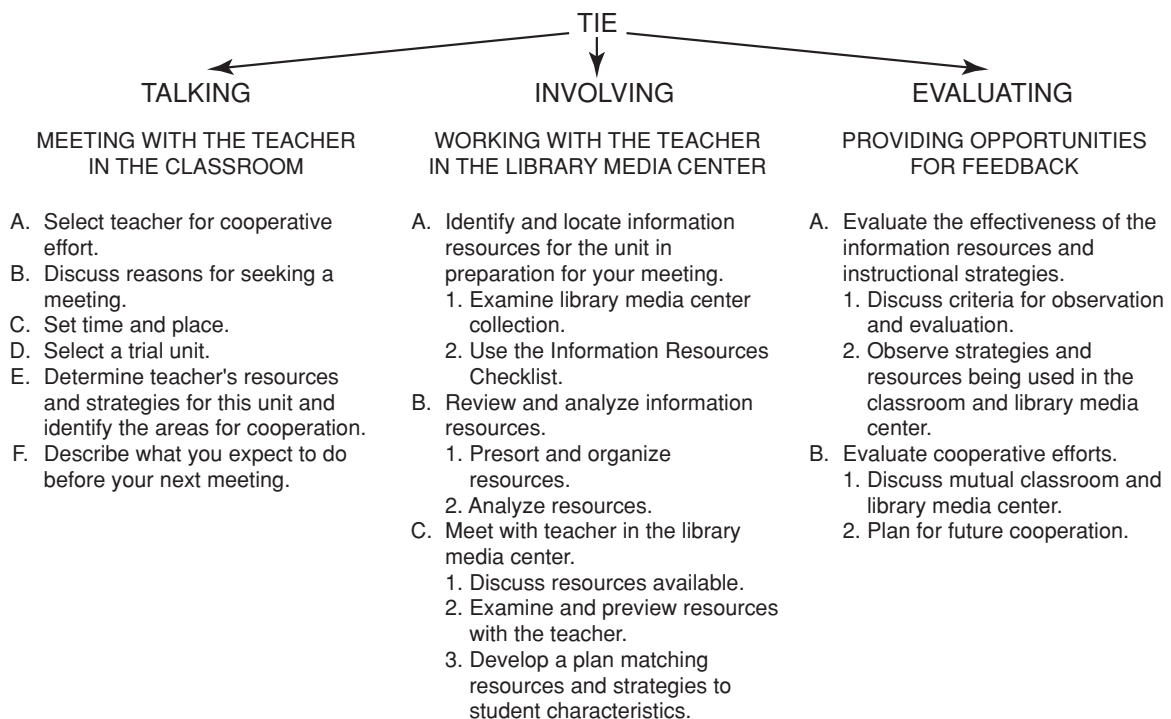 TIE
TALKING
MEETING WITH THE TEACHER
IN THE CLASSROOM
A. Select teacher for cooperative
effort.
B. Discuss reasons for seeking a
meeting.
C. Set time and place.
D. Select a trial unit.
E. Determine teacher's resources
and strategies for this unit and
identify the areas for cooperation.
F. Describe what you expect to do
before your next meeting.
INVOLVING
WORKING WITH THE TEACHER
IN THE LIBRARY MEDIA CENTER
A. Identify and locate information
resources for the unit in
preparation for your meeting.
1. Examine library media center
collection.
2. Use the Information Resources
Checklist.
B. Review and analyze information
resources.
1. Presort and organize
resources.
2. Analyze resources.
C. Meet with teacher in the library
media center.
1. Discuss resources available.
2. Examine and preview resources
with the teacher.
3. Develop a plan matching
resources and strategies to
student characteristics.
EVALUATING
PROVIDING OPPORTUNITIES
FOR FEEDBACK
A. Evaluate the effectiveness of the
information resources and
instructional strategies.
1. Discuss criteria for observation
and evaluation.
2. Observe strategies and
resources being used in the
classroom and library media
center.
B. Evaluate cooperative efforts.
1. Discuss mutual classroom and
library media center.
2. Plan for future cooperation.